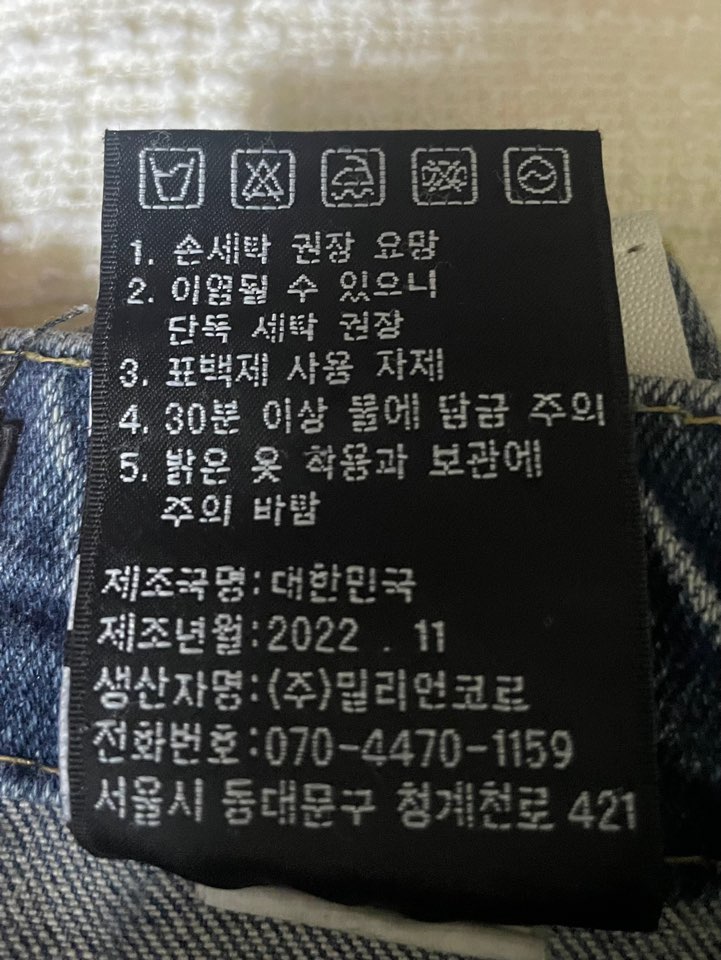 1. 손세탁 권장 요망
2. 이염될 수 있으니
단독 세탁 권장
3. 표백제 사용 자제
4. 30분 이상 물에 담금 주의
5. 밝은 옷 착용과 보관에
주의 바람
제조국명:대한민국
제조년월:2022 . 11
생산자명:(주)밀리언코르
전화번호:070-4470-1159
서울시 동대문구 청계천로 421